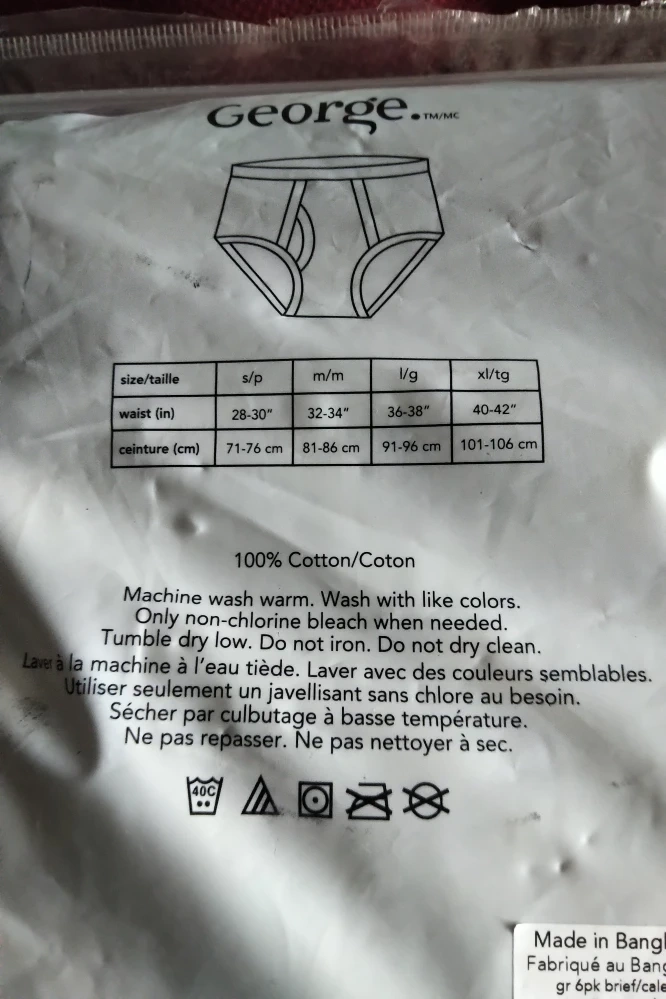 George.TM/MC
size/taille s/p m/m l/g xl/tg
waist (in) 28-30" 32-34" 36-38" 40-42"
ceinture (cm) 71-76 cm 81-86 cm 91-96 cm 101-106 cm
100% Cotton/Coton
Machine wash warm. Wash with like colors.
Only non-chlorine bleach when needed.
Tumble dry low. Do not iron. Do not dry clean.
Laver à la machine à l'eau tiède. Laver avec des couleurs semblables.
Utiliser seulement un javellisant sans chlore au besoin.
Sécher par culbutage à basse température.
Ne pas repasser. Ne pas nettoyer à sec.
40C
Made in
Fabriqué au
gr 6pk